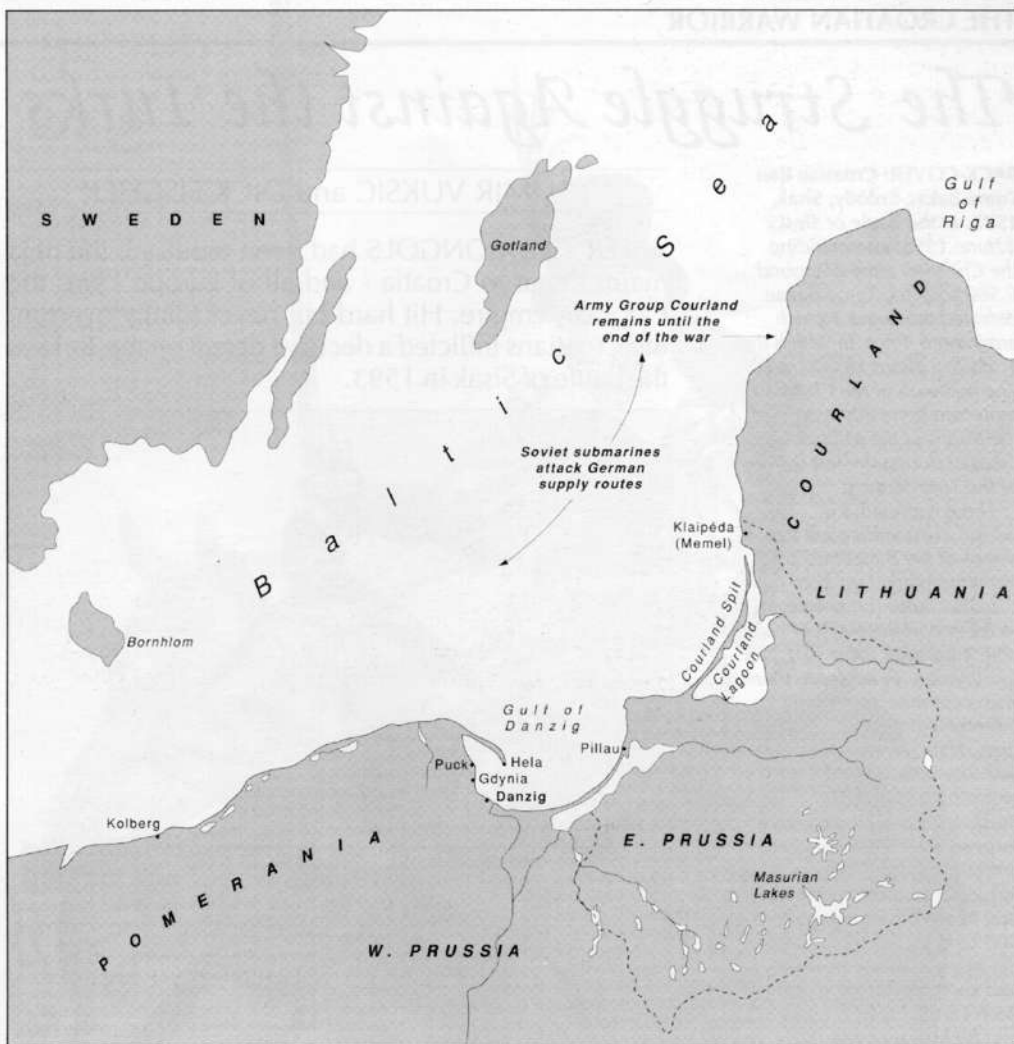 THE CROATIAN WARRIOR
The Struggle Against the Turks
SWEDEN
Gotland
Gulf
of
Riga
Baltic Sea
Army Group Courland
remains until the
end of the war
COURLAND
Soviet submarines
attack German
supply routes
Klaipéda
(Memel)
LITHUANIA
Bornhlom
Courland Spit
Courland
Lagoon
Gulf of
Danzig
Pillau
Puck
Hela
Gdynia
Danzig
Kolberg
POMERANIA
E. PRUSSIA
Masurian
Lakes
W. PRUSSIA